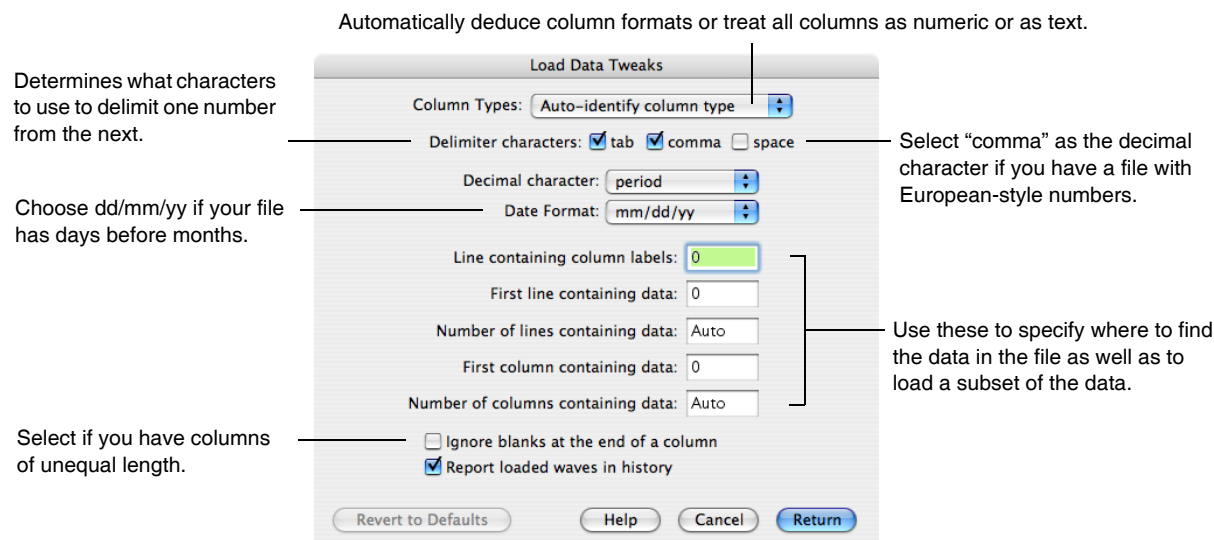 Automatically deduce column formats or treat all columns as numeric or as text.
Load Data Tweaks
Determines what characters
to use to delimit one number
from the next.
Column Types: Auto-identify column type
Delimiter characters: tab comma space
Select “comma” as the decimal
character if you have a file with
European-style numbers.
Decimal character: period
Choose dd/mm/yy if your file
has days before months.
Date Format: mm/dd/yy
Line containing column labels: 0
First line containing data: 0
Number of lines containing data: Auto
First column containing data: 0
Number of columns containing data: Auto
Use these to specify where to find
the data in the file as well as to
load a subset of the data.
Select if you have columns
of unequal length.
Ignore blanks at the end of a column
Report loaded waves in history
Revert to Defaults Help Cancel Return